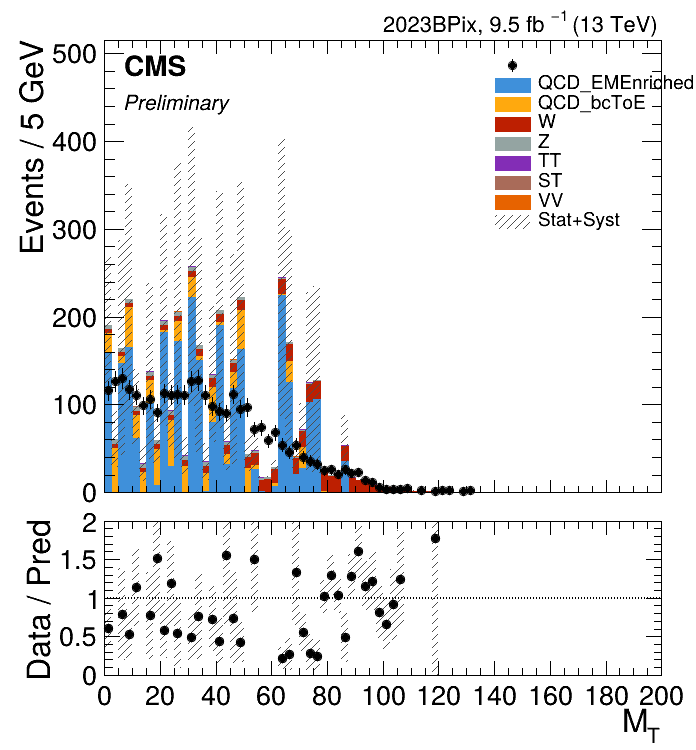 2023BPix, 9.5 fb⁻¹ (13 TeV)
Events / 5 GeV
500
400
300
200
100
0
CMS
Preliminary
QCD_EMEnriched
QCD_bcToE
W
Z
TT
ST
VV
Stat+Syst
Data / Pred
2
1.5
1
0.5
0
0 20 40 60 80 100 120 140 160 180 200
M_T